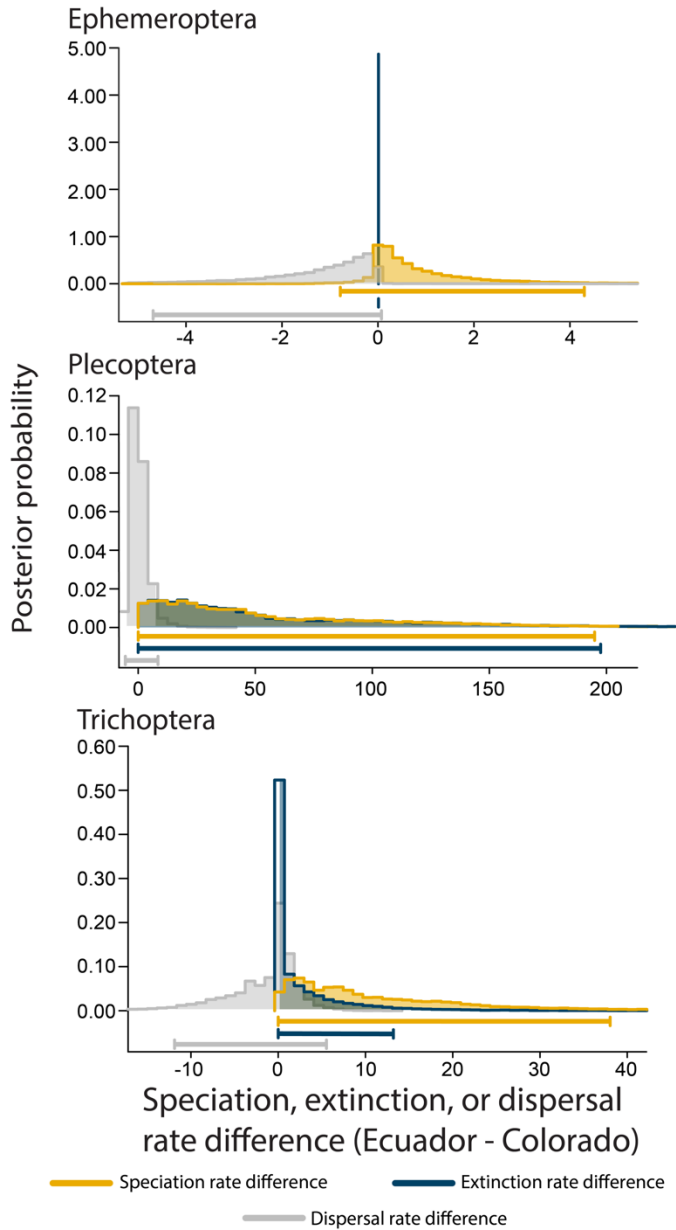 Ephemeroptera
5.00
4.00
3.00
2.00
1.00
0.00
-4 -2 0 2 4
Plecoptera
0.12
0.10
0.08
0.06
0.04
0.02
0.00
0 50 100 150 200
Posterior probability
Trichoptera
0.60
0.50
0.40
0.30
0.20
0.10
0.00
-10 0 10 20 30 40
Speciation, extinction, or dispersal
rate difference (Ecuador - Colorado)
Speciation rate difference Extinction rate difference
Dispersal rate difference